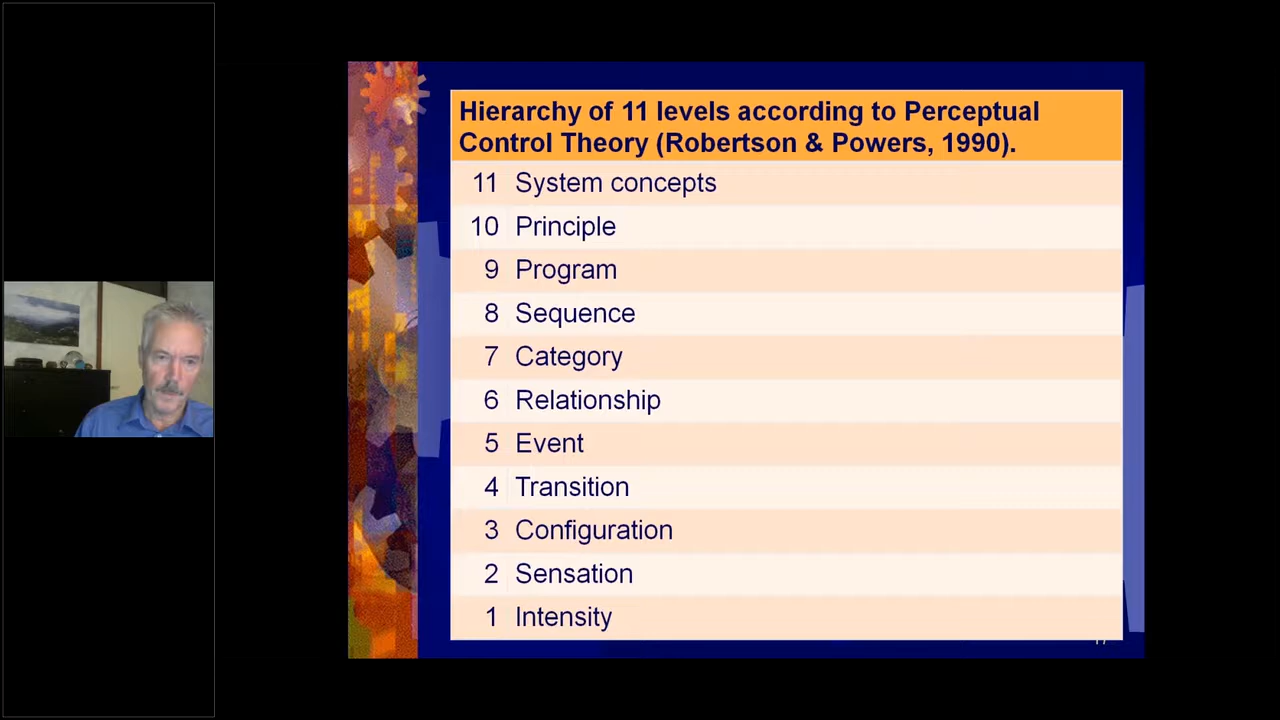 Hierarchy of 11 levels according to Perceptual
Control Theory (Robertson & Powers, 1990).
11 System concepts
10 Principle
9 Program
8 Sequence
7 Category
6 Relationship
5 Event
4 Transition
3 Configuration
2 Sensation
1 Intensity